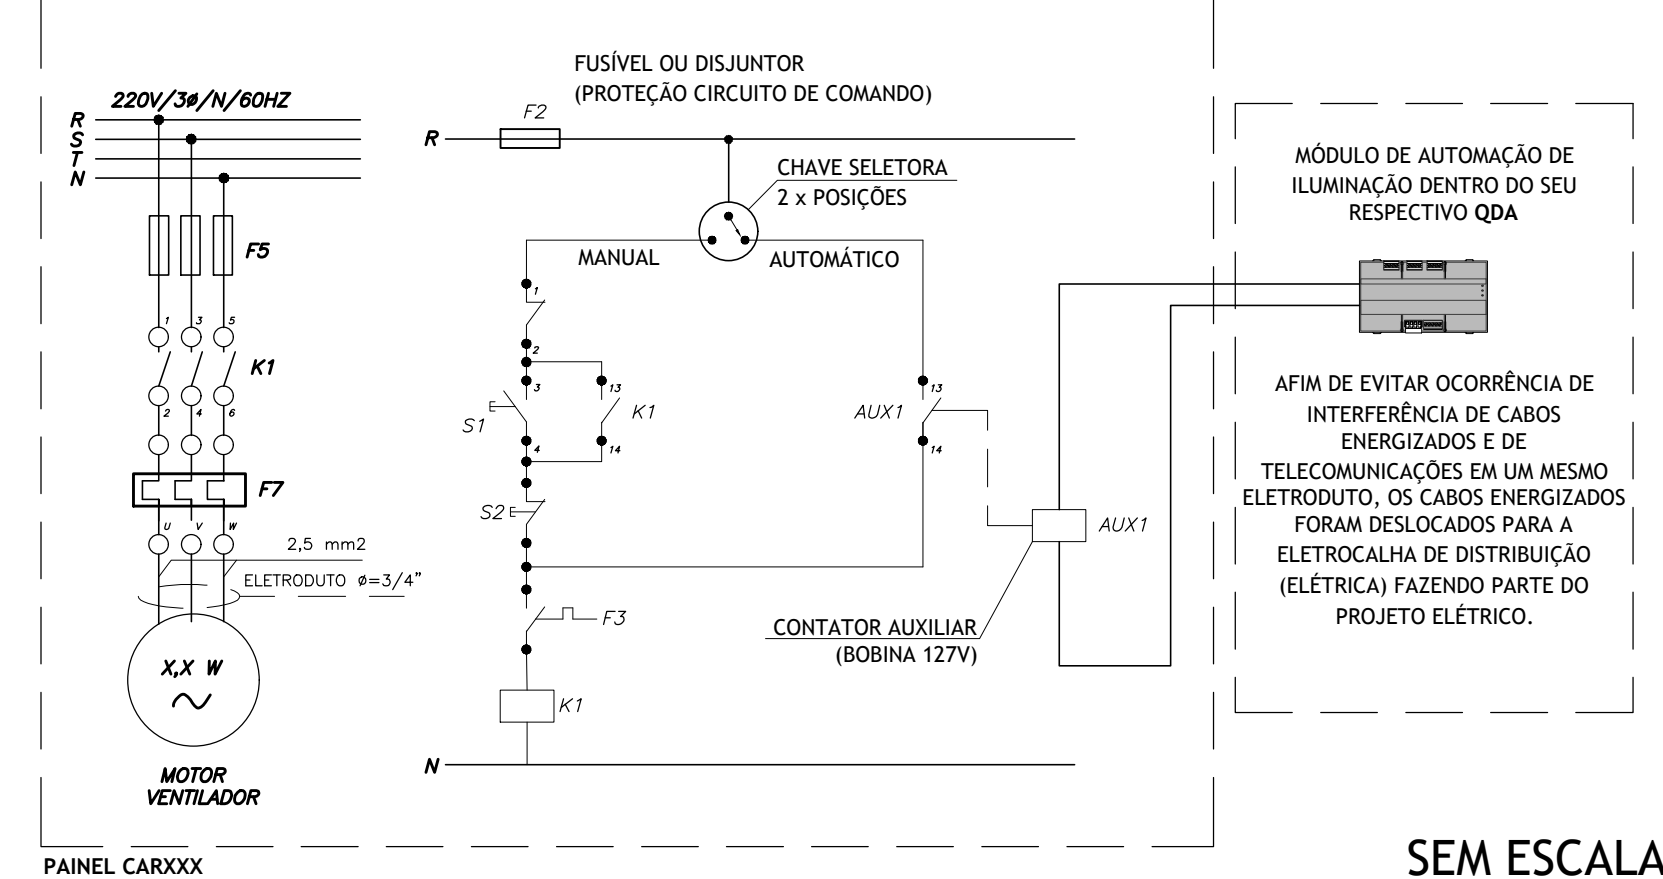 220V/3ø/N/60HZ
R
S
T
N
F5
1
3
5
K1
2
4
6
F7
U
V
W
2,5 mm2
ELETRODUTO ø=3/4”
X,X W
MOTOR
VENTILADOR
FUSÍVEL OU DISJUNTOR
(PROTEÇÃO CIRCUITO DE COMANDO)
F2
R
CHAVE SELETORA
2 x POSIÇÕES
MANUAL
AUTOMÁTICO
1
2
3
13
S1
K1
4
14
S2
AUX1
13
14
F3
K1
N
AUX1
CONTATOR AUXILIAR
(BOBINA 127V)
MÓDULO DE AUTOMAÇÃO DE
ILUMINAÇÃO DENTRO DO SEU
RESPECTIVO QDA
AFIM DE EVITAR OCORRÊNCIA DE
INTERFERÊNCIA DE CABOS
ENERGIZADOS E DE
TELECOMUNICAÇÕES EM UM MESMO
ELETRODUTO, OS CABOS ENERGIZADOS
FORAM DESLOCADOS PARA A
ELETROCALHA DE DISTRIBUIÇÃO
(ELÉTRICA) FAZENDO PARTE DO
PROJETO ELÉTRICO.
PAINEL CARXXX
SEM ESCALA